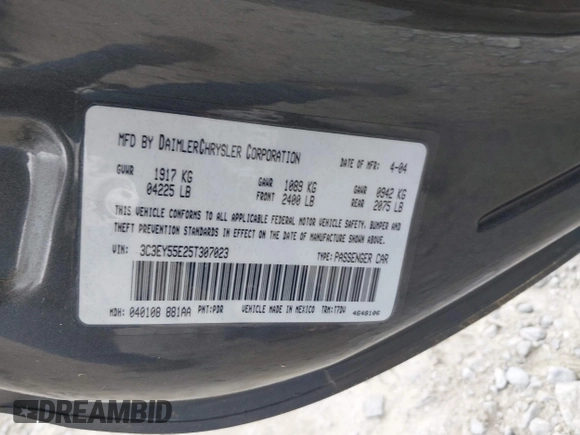 MFD BY DAIMLERCHRYSLER CORPORATION
DATE OF MFR: 4-04
GVWR 1917 KG 04225 LB
GAWR FRONT 1089 KG 2400 LB
GAWR REAR 0942 KG 2075 LB
THIS VEHICLE CONFORMS TO ALL APPLICABLE FEDERAL MOTOR VEHICLE SAFETY, BUMPER AND
THEFT PREVENTION STANDARDS IN EFFECT ON THE DATE OF MANUFACTURE SHOWN ABOVE.
VIN: 3C3EY55E25T307023 TYPE: PASSENGER CAR
MDH: 040108 881AA PNT: PDR VEHICLE MADE IN MEXICO TRM: T7DV 4648106
DREAMBID